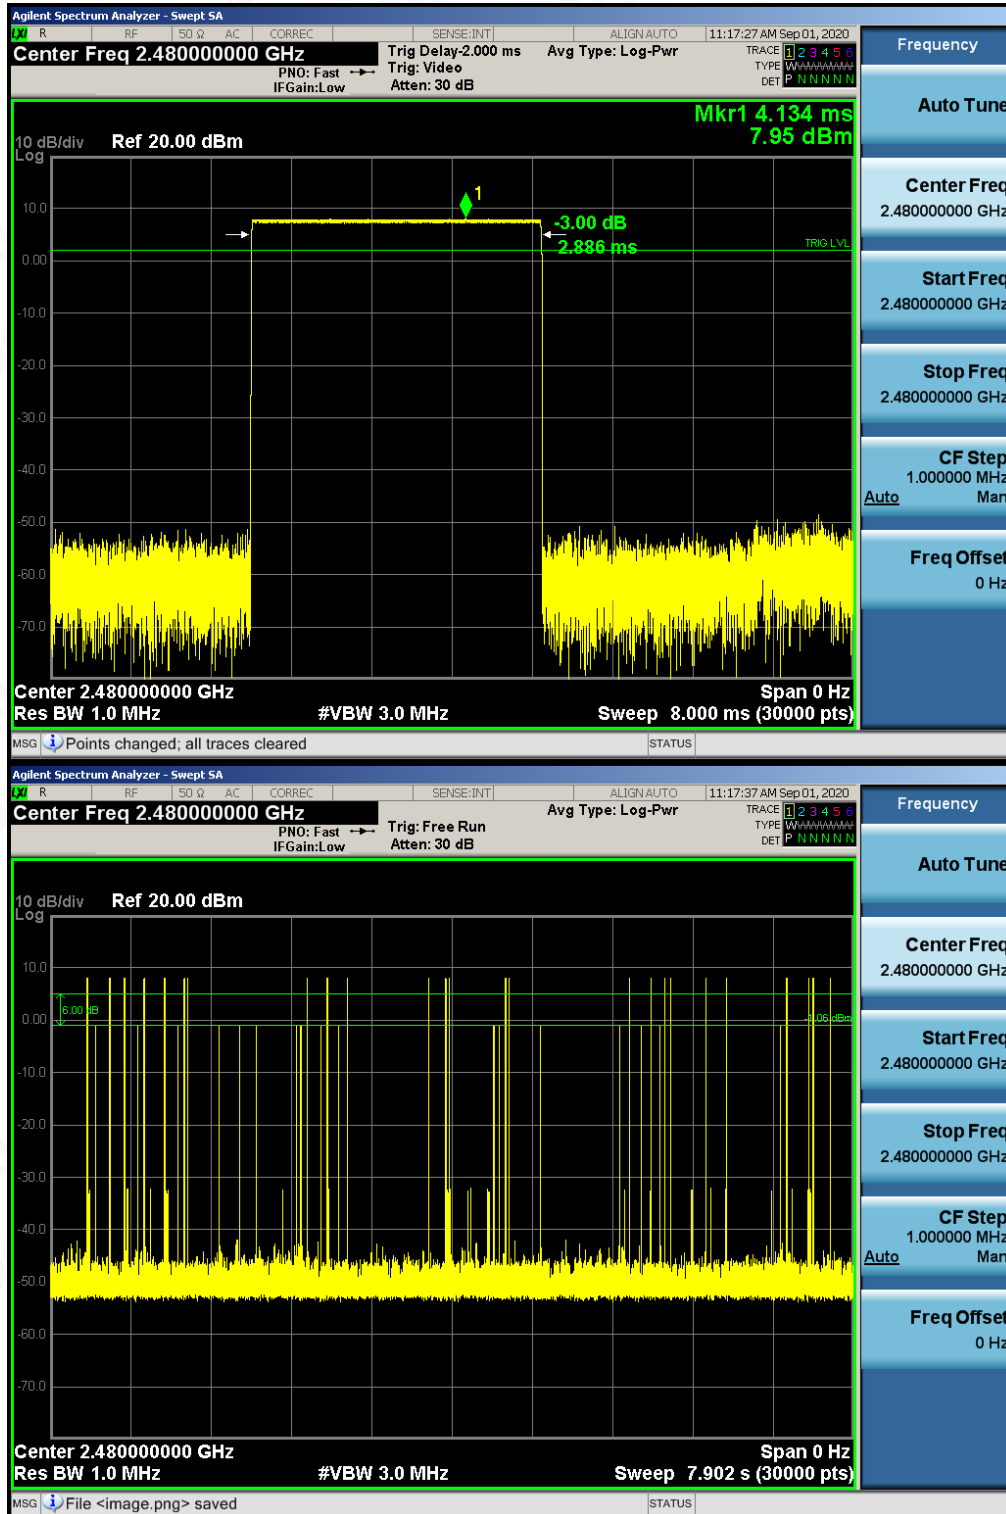 Agilent Spectrum Analyzer - Swept SA
LXI R RF 50 Ω AC CORREC SENSE:INT ALIGN AUTO 11:17:27 AM Sep 01, 2020
Center Freq 2.480000000 GHz Trig Delay-2.000 ms Avg Type: Log-Pwr TRACE 1 2 3 4 5 6
PNO: Fast Trig: Video TYPE WWWWWW
IFGain:Low Atten: 30 dB DET P N N N N N
Mkr1 4.134 ms
7.95 dBm
10 dB/div Ref 20.00 dBm
Log
1
10.0
-3.00 dB
2.886 ms
TRIG LVL
0.00
-10.0
-20.0
-30.0
-40.0
-50.0
-60.0
-70.0
Center 2.480000000 GHz Span 0 Hz
Res BW 1.0 MHz #VBW 3.0 MHz Sweep 8.000 ms (30000 pts)
MSG Points changed; all traces cleared STATUS
Frequency
Auto Tune
Center Freq
2.480000000 GHz
Start Freq
2.480000000 GHz
Stop Freq
2.480000000 GHz
CF Step
1.000000 MHz
Auto Man
Freq Offset
0 Hz
Agilent Spectrum Analyzer - Swept SA
LXI R RF 50 Ω AC CORREC SENSE:INT ALIGN AUTO 11:17:37 AM Sep 01, 2020
Center Freq 2.480000000 GHz Avg Type: Log-Pwr TRACE 1 2 3 4 5 6
PNO: Fast Trig: Free Run TYPE WWWWWW
IFGain:Low Atten: 30 dB DET P N N N N N
10 dB/div Ref 20.00 dBm
Log
10.0
6.00 dB
0.00
-1.06 dBm
-10.0
-20.0
-30.0
-40.0
-50.0
-60.0
-70.0
Center 2.480000000 GHz Span 0 Hz
Res BW 1.0 MHz #VBW 3.0 MHz Sweep 7.902 s (30000 pts)
MSG File <image.png> saved STATUS
Frequency
Auto Tune
Center Freq
2.480000000 GHz
Start Freq
2.480000000 GHz
Stop Freq
2.480000000 GHz
CF Step
1.000000 MHz
Auto Man
Freq Offset
0 Hz